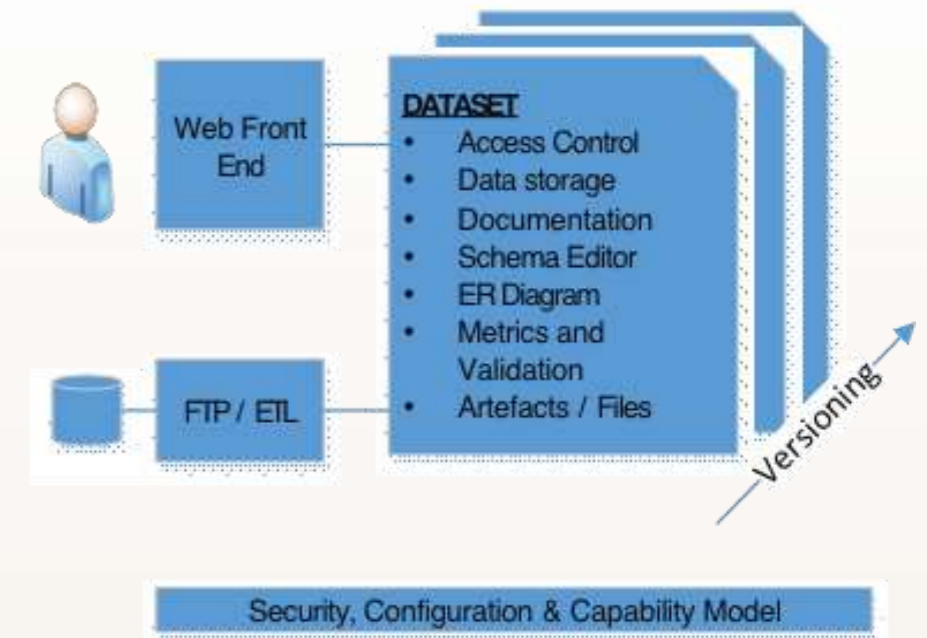 Web Front
End
DATASET
• Access Control
• Data storage
• Documentation
• Schema Editor
• ER Diagram
• Metrics and
Validation
• Artefacts / Files
FTP / ETL
Versioning
Security, Configuration & Capability Model